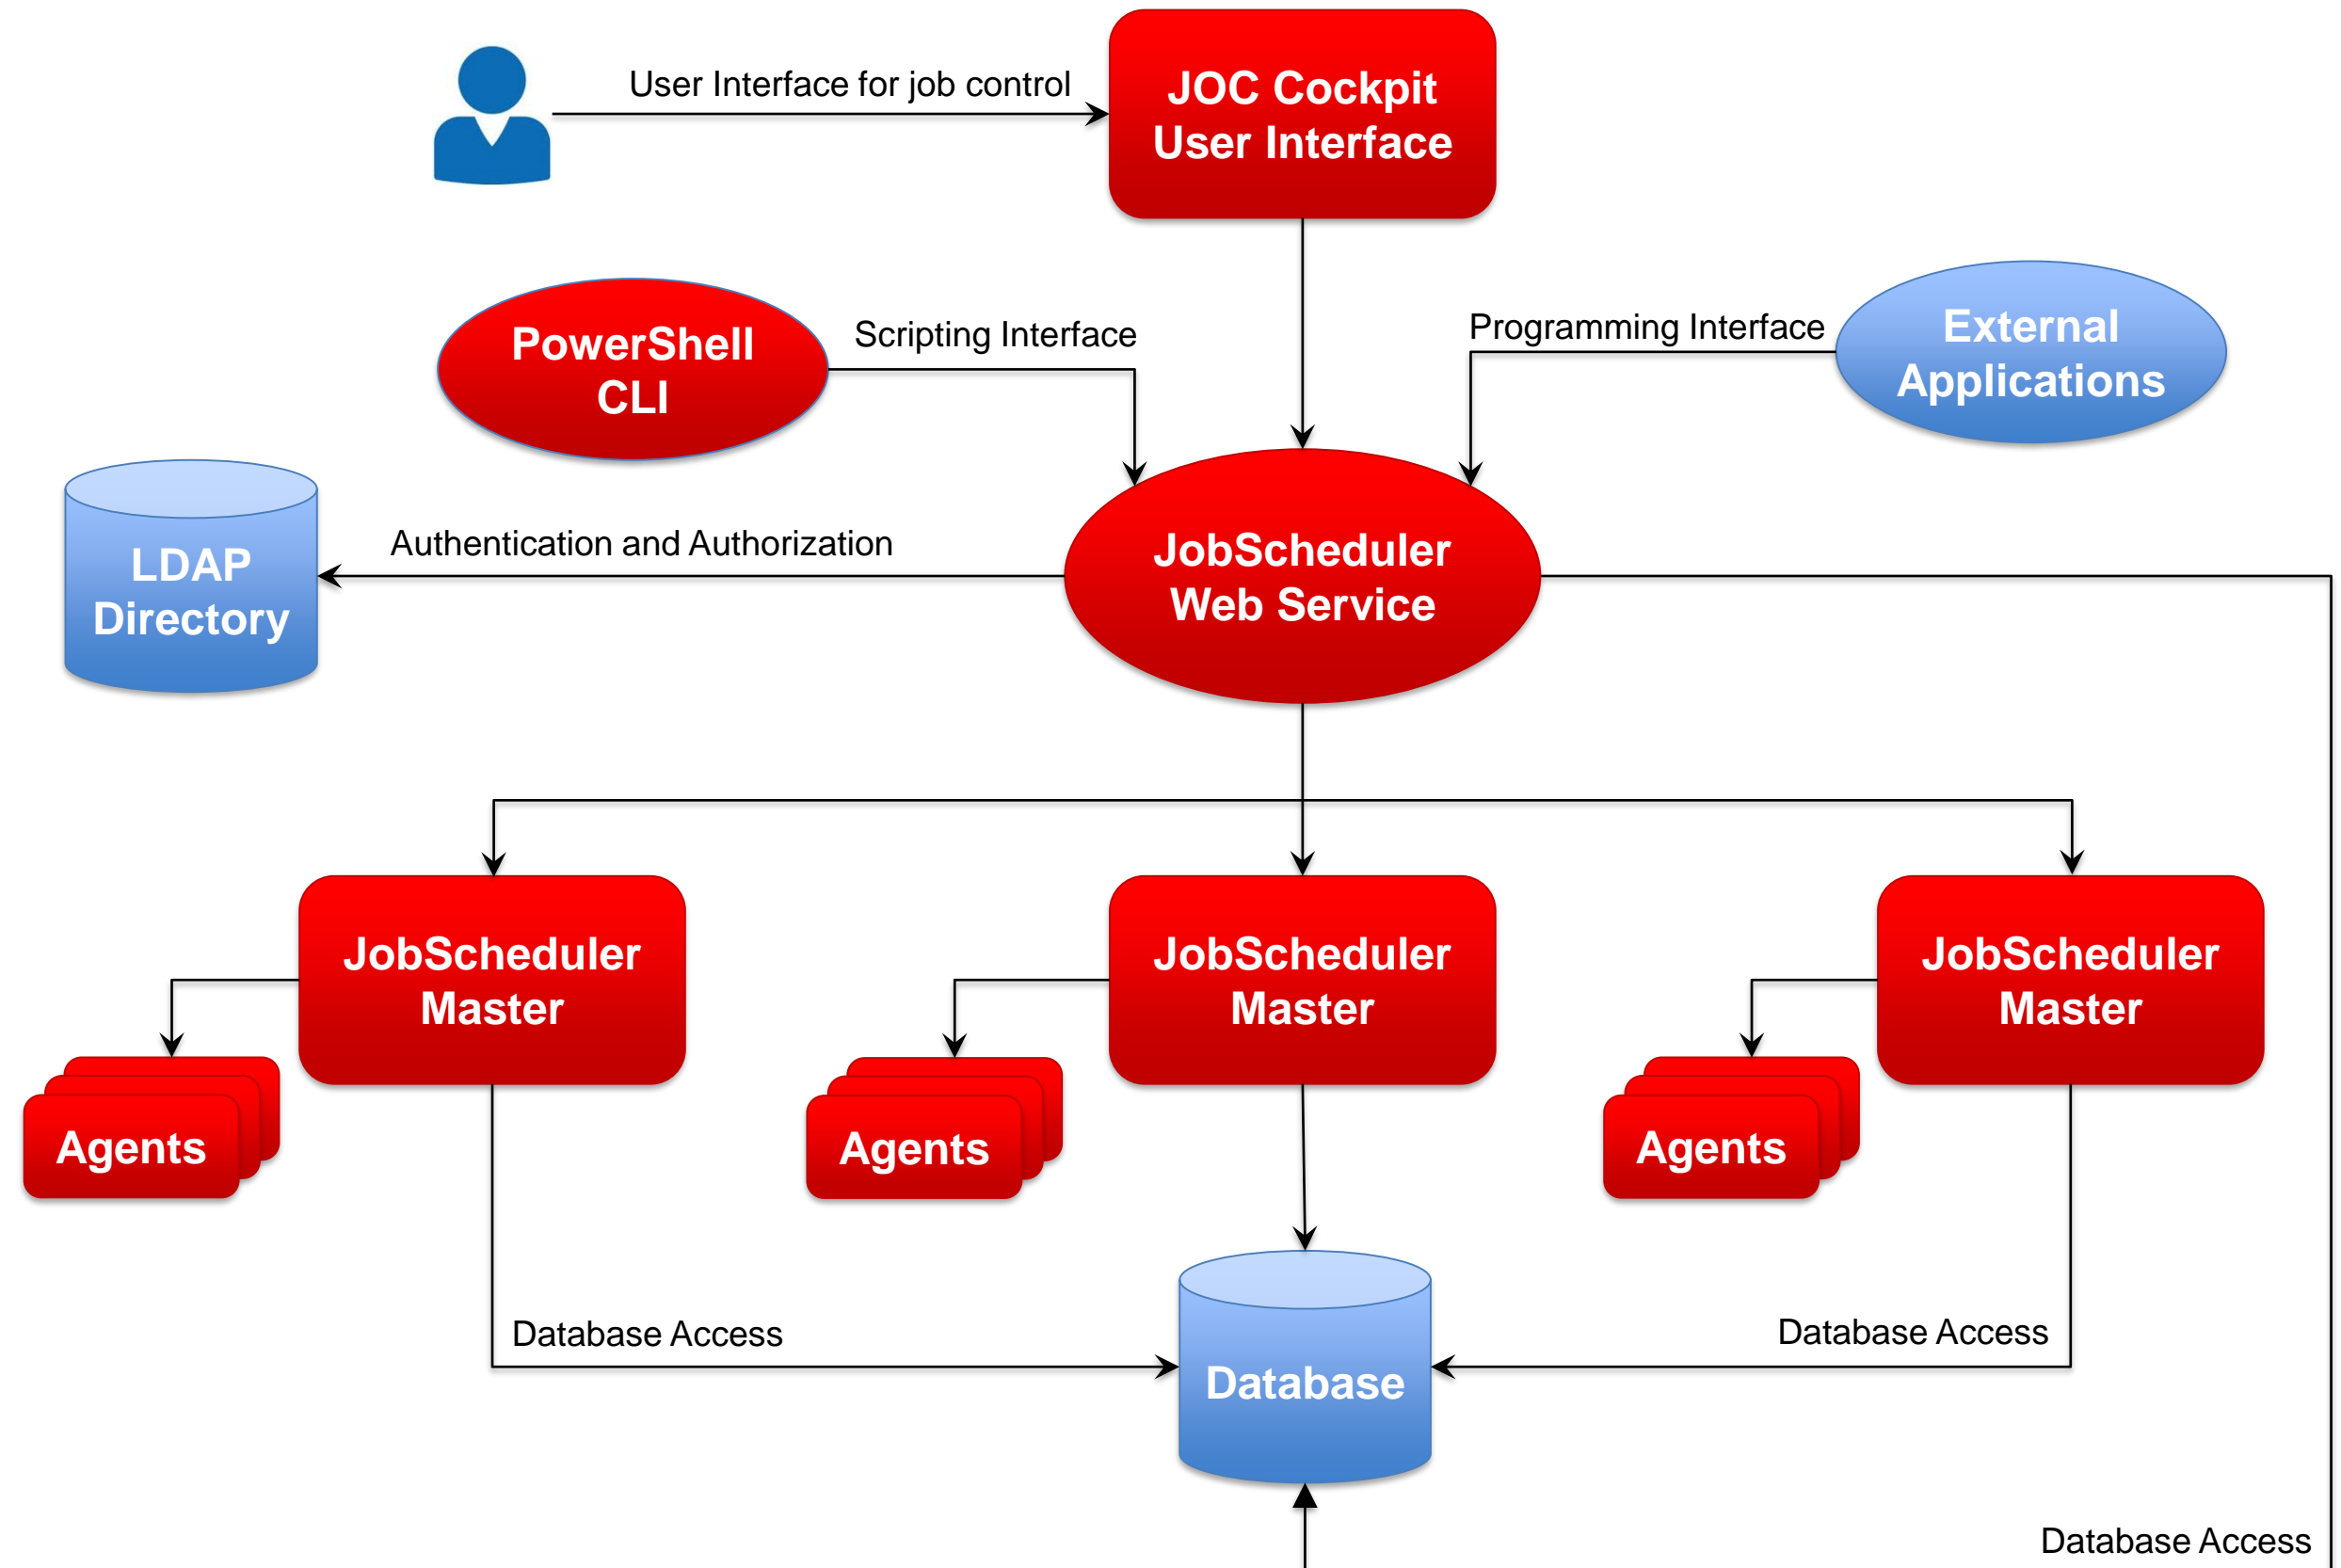 User Interface for job control
JOC Cockpit
User Interface
PowerShell
CLI
Scripting Interface
Programming Interface
External
Applications
LDAP
Directory
Authentication and Authorization
JobScheduler
Web Service
JobScheduler
Master
JobScheduler
Master
JobScheduler
Master
Agents
Agents
Agents
Database Access
Database
Database Access
Database Access